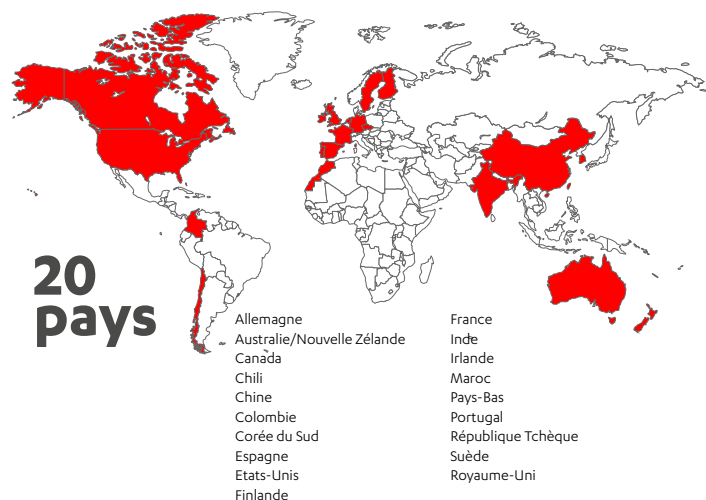 20
pays
Allemagne
Australie/Nouvelle Zélande
Canada
Chili
Chine
Colombie
Corée du Sud
Espagne
Etats-Unis
Finlande
France
Inde
Irlande
Maroc
Pays-Bas
Portugal
République Tchèque
Suède
Royaume-Uni